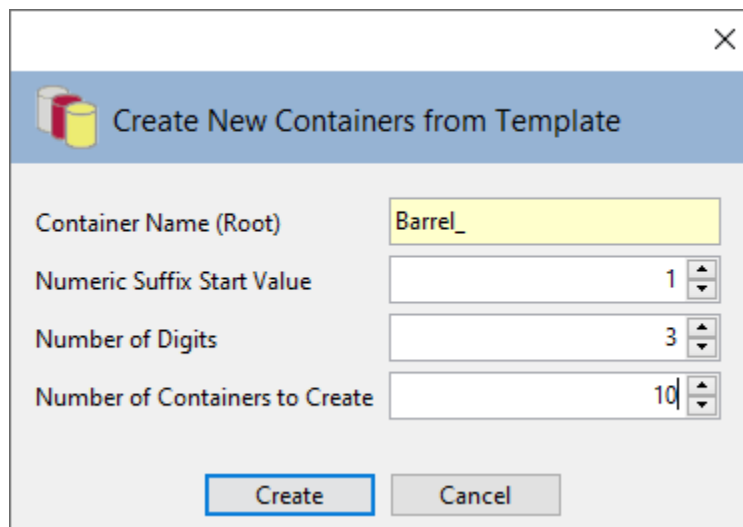 Create New Containers from Template
Container Name (Root) Barrel_
Numeric Suffix Start Value 1
Number of Digits 3
Number of Containers to Create 10
Create Cancel